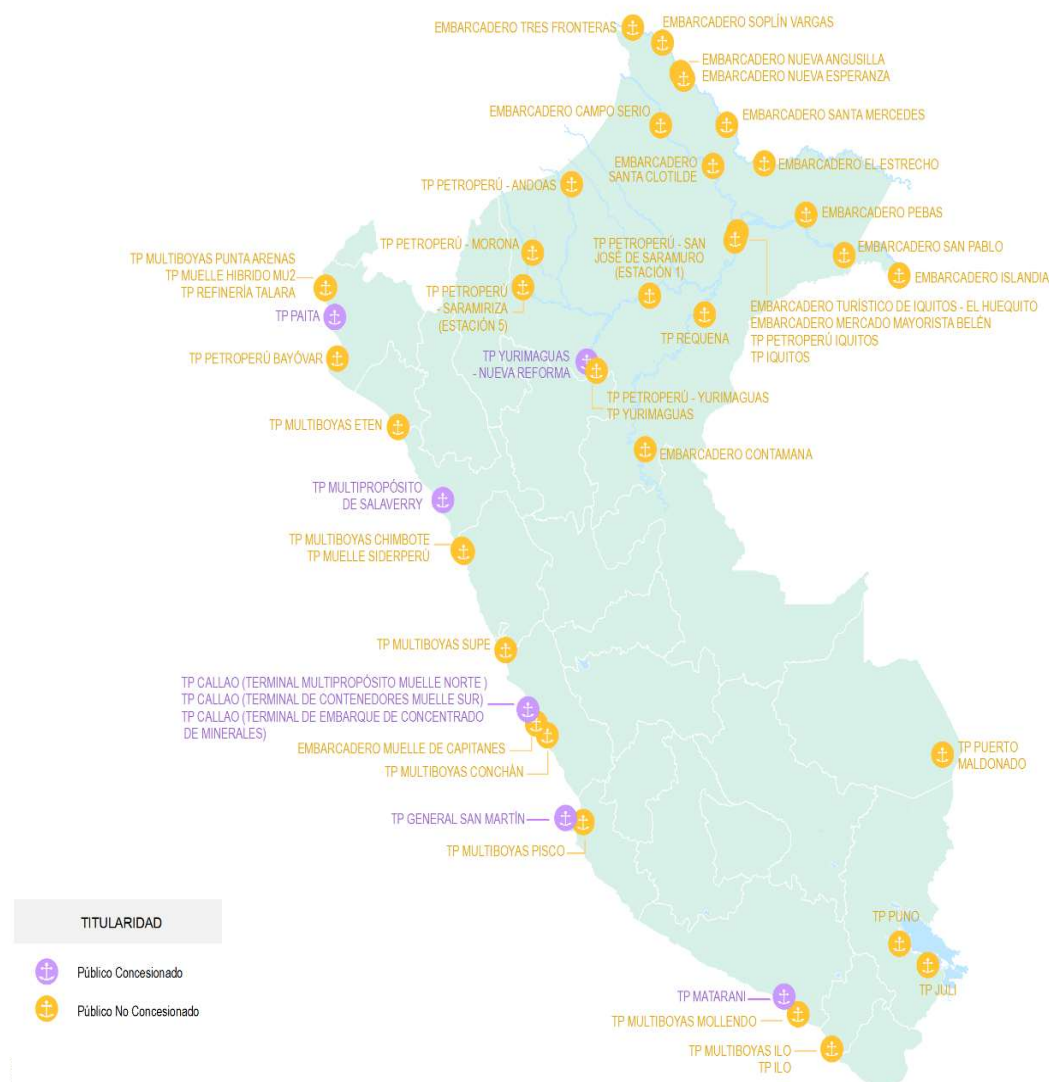 EMBARCADERO TRES FRONTERAS
EMBARCADERO SOPLÍN VARGAS
EMBARCADERO NUEVA ANGUSILLA
EMBARCADERO NUEVA ESPERANZA
EMBARCADERO CAMPO SERIO
EMBARCADERO SANTA MERCEDES
EMBARCADERO
SANTA CLOTILDE
EMBARCADERO EL ESTRECHO
TP PETROPERÚ - ANDOAS
EMBARCADERO PEBAS
TP PETROPERÚ - MORONA
TP PETROPERÚ - SAN
JOSÉ DE SARAMURO
(ESTACIÓN 1)
EMBARCADERO SAN PABLO
EMBARCADERO ISLANDIA
TP MULTIBOYAS PUNTA ARENAS
TP MUELLE HIBRIDO MU2
TP REFINERÍA TALARA
TP PETROPERÚ
- SARAMIRIZA
(ESTACIÓN 5)
TP PAITA
TP REQUENA
EMBARCADERO TURÍSTICO DE IQUITOS - EL HUEQUITO
EMBARCADERO MERCADO MAYORISTA BELÉN
TP PETROPERÚ IQUITOS
TP IQUITOS
TP PETROPERÚ BAYÓVAR
TP YURIMAGUAS
- NUEVA REFORMA
TP PETROPERÚ - YURIMAGUAS
TP YURIMAGUAS
TP MULTIBOYAS ETEN
EMBARCADERO CONTAMANA
TP MULTIPROPÓSITO
DE SALAVERRY
TP MULTIBOYAS CHIMBOTE
TP MUELLE SIDERPERÚ
TP MULTIBOYAS SUPE
TP CALLAO (TERMINAL MULTIPROPÓSITO MUELLE NORTE )
TP CALLAO (TERMINAL DE CONTENEDORES MUELLE SUR)
TP CALLAO (TERMINAL DE EMBARQUE DE CONCENTRADO
DE MINERALES)
EMBARCADERO MUELLE DE CAPITANES
TP MULTIBOYAS CONCHÁN
TP PUERTO
MALDONADO
TP GENERAL SAN MARTÍN
TP MULTIBOYAS PISCO
TITULARIDAD
Público Concesionado
Público No Concesionado
TP PUNO
TP JULI
TP MATARANI
TP MULTIBOYAS MOLLENDO
TP MULTIBOYAS ILO
TP ILO